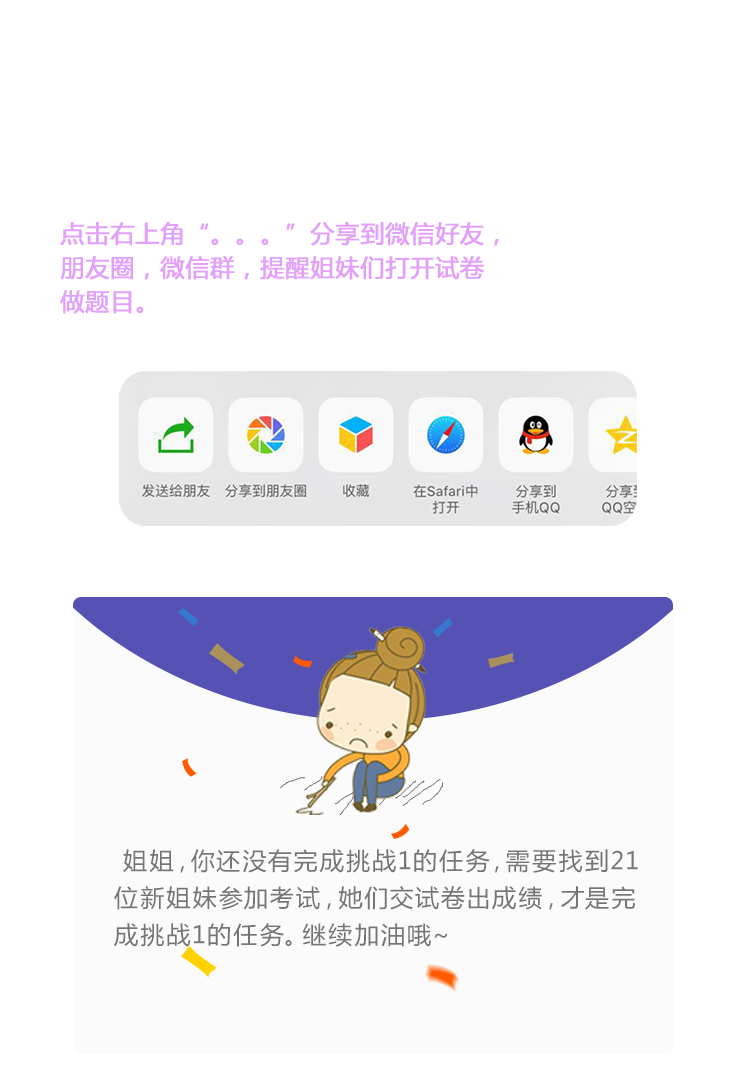 点击右上角“。。。”分享到微信好友，
朋友圈，微信群，提醒姐妹们打开试卷
做题目。
发送给朋友
分享到朋友圈
收藏
在Safari中
打开
分享到
手机QQ
分享
QQ空
姐姐，你还没有完成挑战1的任务，需要找到21
位新姐妹参加考试，她们交试卷出成绩，才是完
成挑战1的任务。继续加油哦~